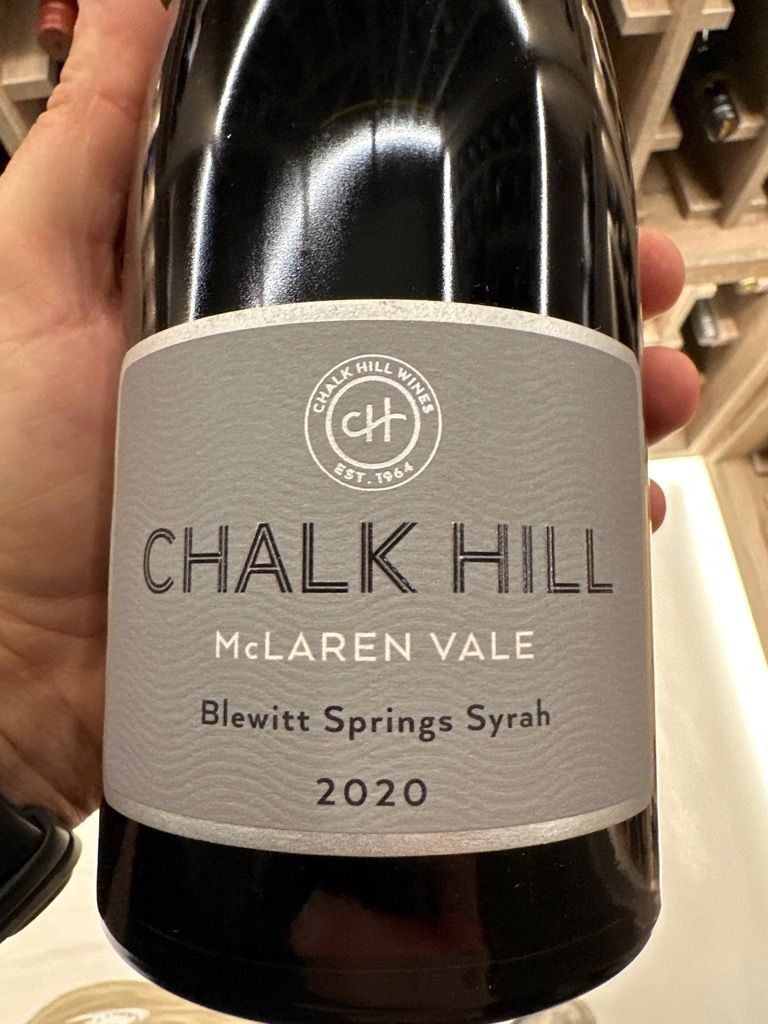 CHALK HILL WINES
CH
EST. 1964
CHALK HILL
McLAREN VALE
Blewitt Springs Syrah
2020